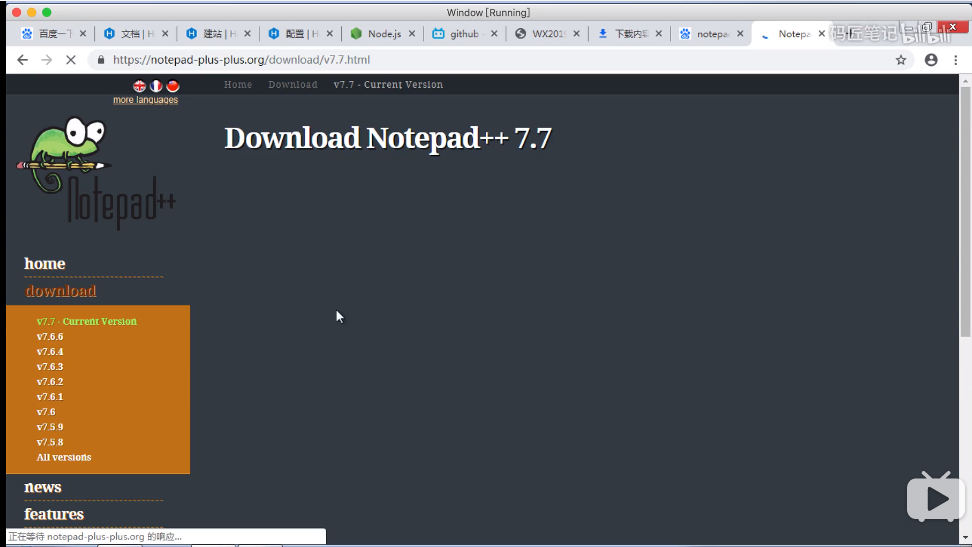 Window [Running]
百度一下 文档 | H 建站 | H 配置 | H Node.js github WX201 下载内容 notepa Notepa
码匠笔记 bilibili
https://notepad-plus-plus.org/download/v7.7.html
Home Download v7.7 - Current Version
more languages
Download Notepad++ 7.7
Notepad++
home
download
v7.7 - Current Version
v7.6.6
v7.6.4
v7.6.3
v7.6.2
v7.6.1
v7.6
v7.5.9
v7.5.8
All versions
news
features
正在等待 notepad-plus-plus.org 的响应...